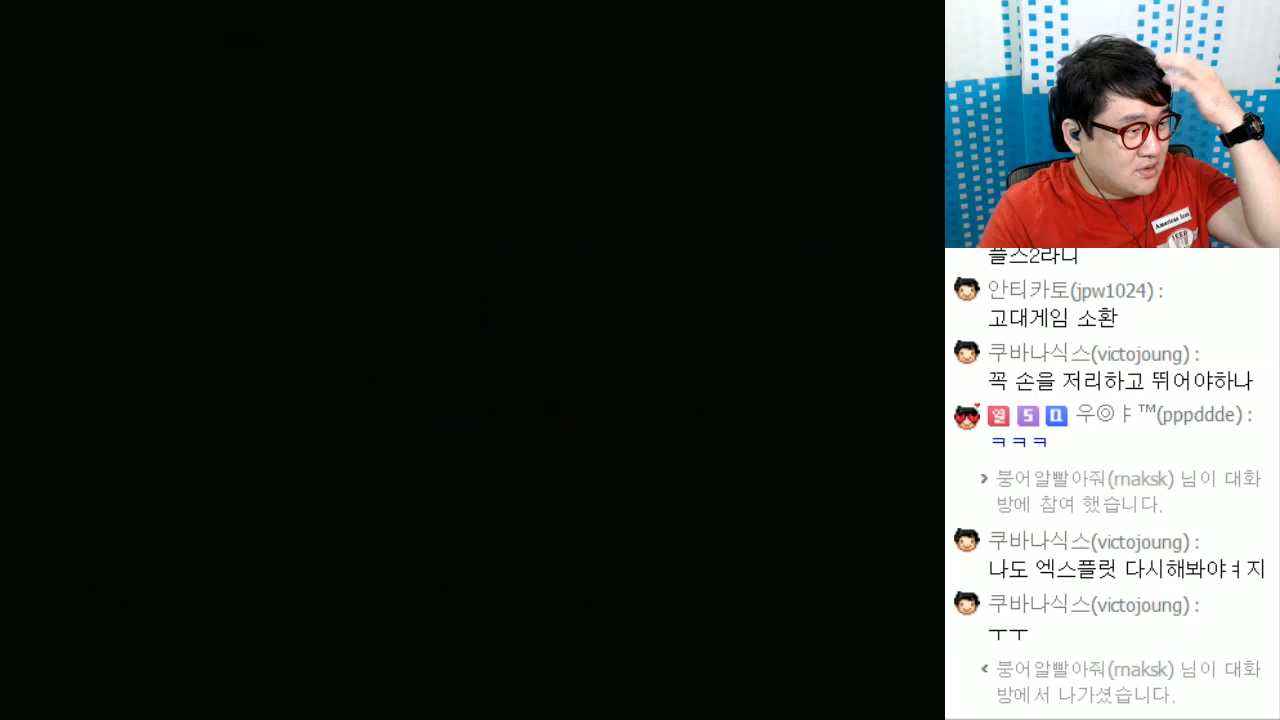 American Icon
JEEP
플스2라니
안티카토(jpw1024) :
고대게임 소환
쿠바나식스(victojoung) :
꼭 손을 저리하고 뛰어야하나
열 5 Q 우◎ㅑ™(pppddde) :
ㅋㅋㅋ
> 붕어알빨아줘(rnaksk) 님이 대화
방에 참여 했습니다.
쿠바나식스(victojoung) :
나도 엑스플럿 다시해봐야ㅕ지
쿠바나식스(victojoung) :
ㅜㅜ
< 붕어알빨아줘(rnaksk) 님이 대화
방에서 나가셨습니다.